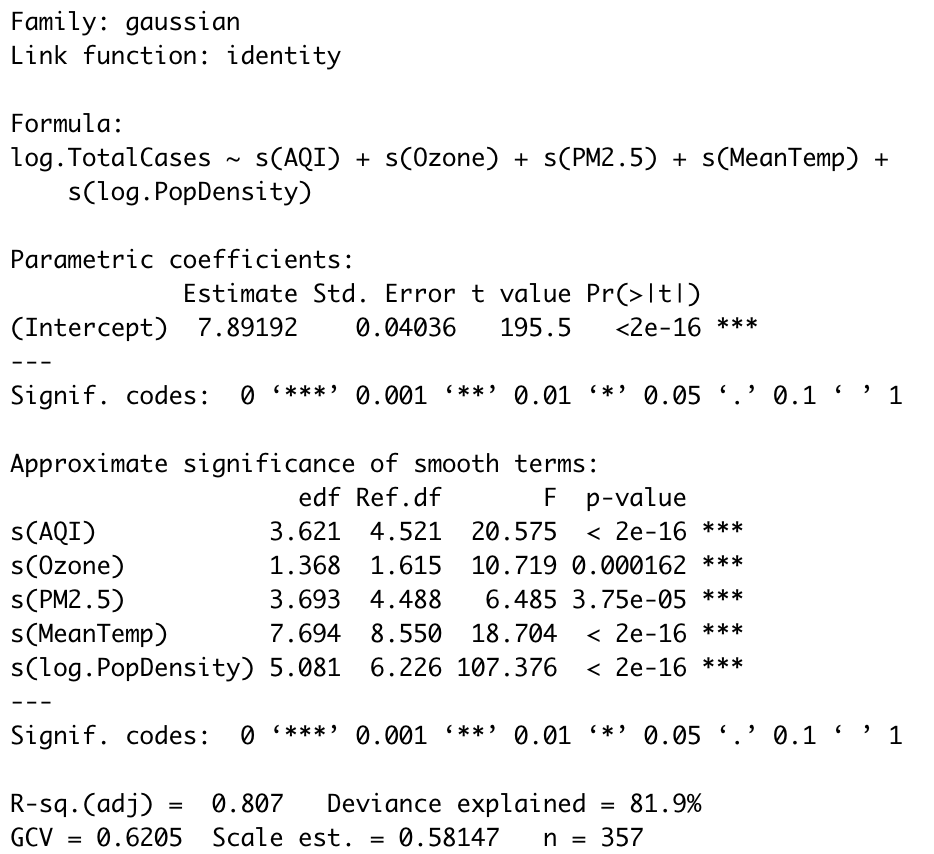 Family: gaussian
Link function: identity

Formula:
log.TotalCases ~ s(AQI) + s(Ozone) + s(PM2.5) + s(MeanTemp) +
    s(log.PopDensity)

Parametric coefficients:
            Estimate Std. Error t value Pr(>|t|)
(Intercept)  7.89192    0.04036   195.5   <2e-16 ***
---
Signif. codes:  0 ‘***’ 0.001 ‘**’ 0.01 ‘*’ 0.05 ‘.’ 0.1 ‘ ’ 1

Approximate significance of smooth terms:
                    edf Ref.df       F  p-value
s(AQI)            3.621  4.521  20.575  < 2e-16 ***
s(Ozone)          1.368  1.615  10.719 0.000162 ***
s(PM2.5)          3.693  4.488   6.485 3.75e-05 ***
s(MeanTemp)       7.694  8.550  18.704  < 2e-16 ***
s(log.PopDensity) 5.081  6.226 107.376  < 2e-16 ***
---
Signif. codes:  0 ‘***’ 0.001 ‘**’ 0.01 ‘*’ 0.05 ‘.’ 0.1 ‘ ’ 1

R-sq.(adj) =  0.807   Deviance explained = 81.9%
GCV = 0.6205  Scale est. = 0.58147   n = 357